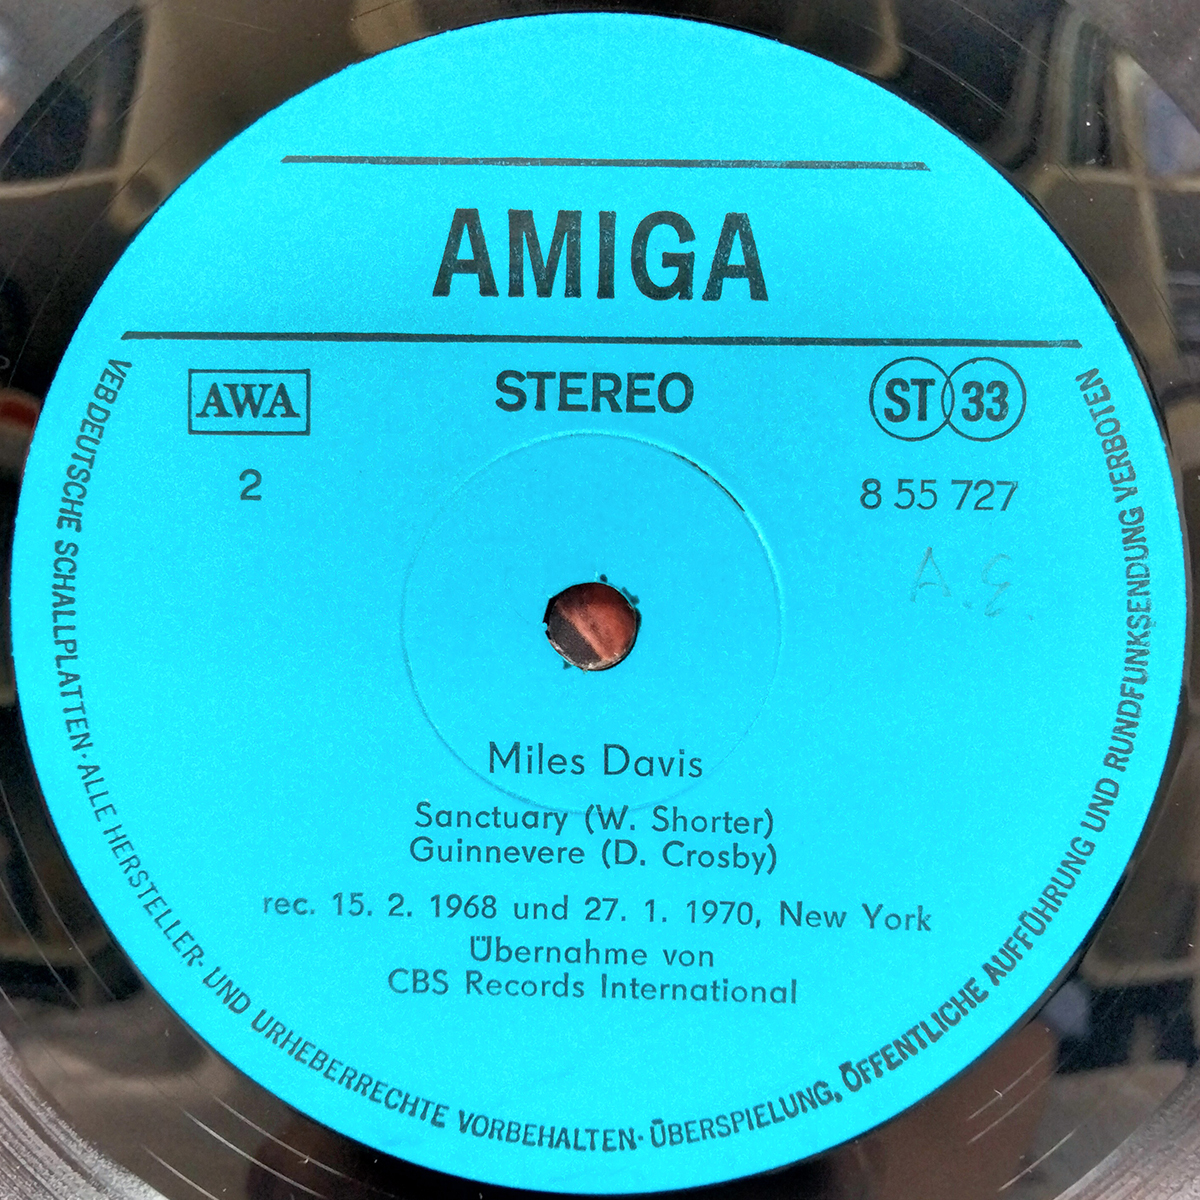 AMIGA
AWA
STEREO
ST 33
2
8 55 727
A.E.
Miles Davis
Sanctuary (W. Shorter)
Guinnevere (D. Crosby)
rec. 15. 2. 1968 und 27. 1. 1970, New York
Übernahme von
CBS Records International
VEB DEUTSCHE SCHALLPLATTEN · ALLE HERSTELLER- UND URHEBERRECHTE VORBEHALTEN · ÜBERSPIELUNG, ÖFFENTLICHE AUFFÜHRUNG UND RUNDFUNKSENDUNG VERBOTEN